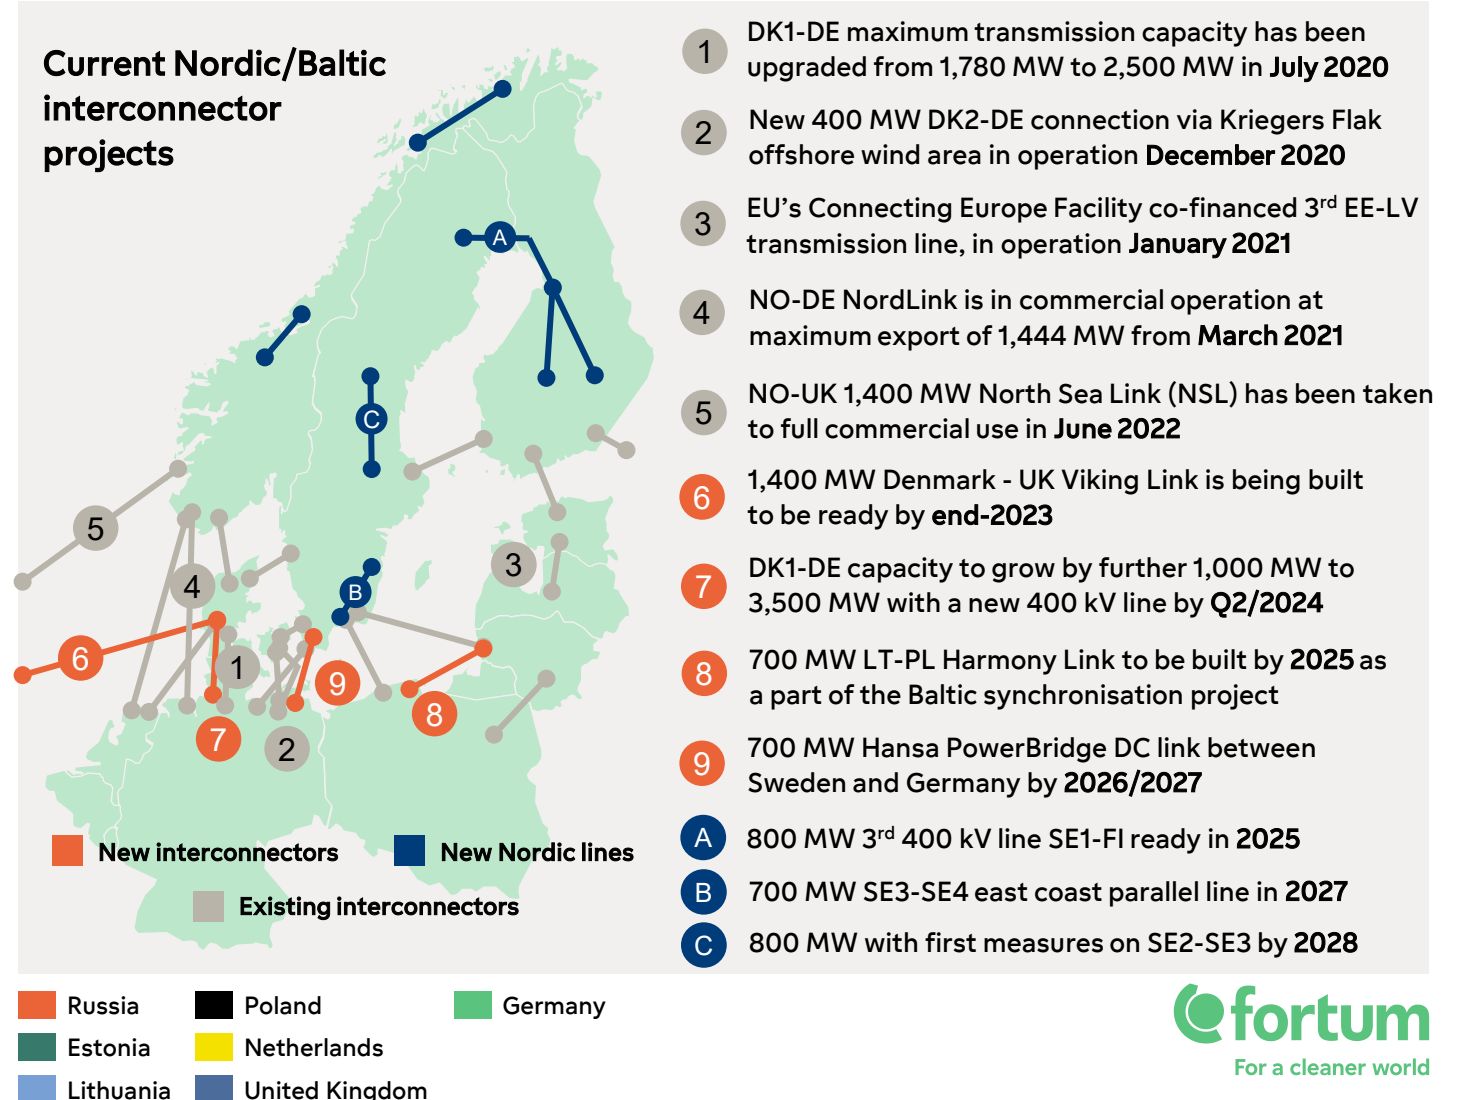 Current Nordic/Baltic
interconnector
projects
A
C
B
5
4
3
6
1
9
8
7
2
New interconnectors
New Nordic lines
Existing interconnectors
1
DK1-DE maximum transmission capacity has been
upgraded from 1,780 MW to 2,500 MW in July 2020
2
New 400 MW DK2-DE connection via Kriegers Flak
offshore wind area in operation December 2020
3
EU’s Connecting Europe Facility co-financed 3rd EE-LV
transmission line, in operation January 2021
4
NO-DE NordLink is in commercial operation at
maximum export of 1,444 MW from March 2021
5
NO-UK 1,400 MW North Sea Link (NSL) has been taken
to full commercial use in June 2022
6
1,400 MW Denmark - UK Viking Link is being built
to be ready by end-2023
7
DK1-DE capacity to grow by further 1,000 MW to
3,500 MW with a new 400 kV line by Q2/2024
8
700 MW LT-PL Harmony Link to be built by 2025 as
a part of the Baltic synchronisation project
9
700 MW Hansa PowerBridge DC link between
Sweden and Germany by 2026/2027
A
800 MW 3rd 400 kV line SE1-FI ready in 2025
B
700 MW SE3-SE4 east coast parallel line in 2027
C
800 MW with first measures on SE2-SE3 by 2028
Russia
Poland
Germany
Estonia
Netherlands
Lithuania
United Kingdom
fortum
For a cleaner world